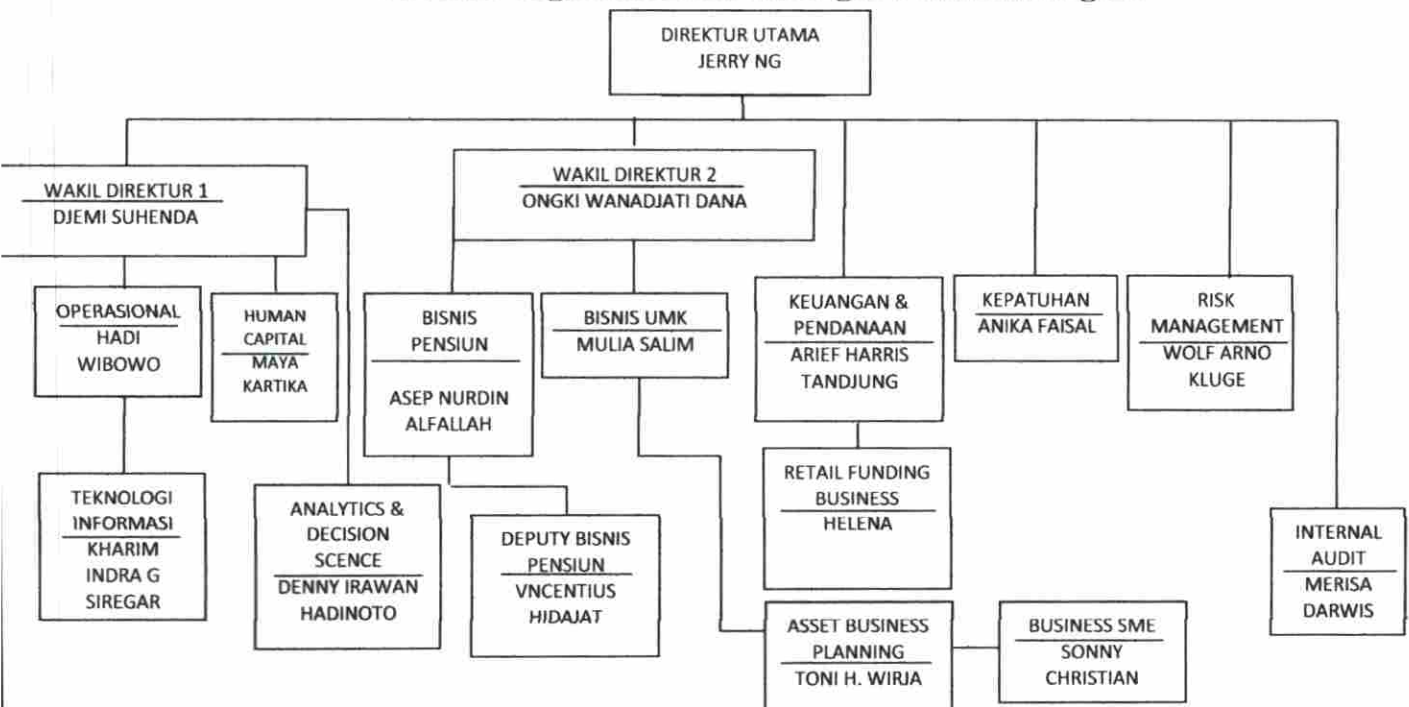 DIREKTUR UTAMA
JERRY NG
WAKIL DIREKTUR 1
DJEMI SUHENDA
WAKIL DIREKTUR 2
ONGKI WANADJATI DANA
OPERASIONAL
HADI
WIBOWO
HUMAN
CAPITAL
MAYA
KARTIKA
BISNIS
PENSIUN
ASEP NURDIN
ALFALLAH
BISNIS UMK
MULIA SALIM
KEUANGAN &
PENDANAAN
ARIEF HARRIS
TANDJUNG
KEPATUHAN
ANIKA FAISAL
RISK
MANAGEMENT
WOLF ARNO
KLUGE
TEKNOLOGI
INFORMASI
KHARIM
INDRA G
SIREGAR
ANALYTICS &
DECISION
SCENCE
DENNY IRAWAN
HADINOTO
DEPUTY BISNIS
PENSIUN
VNCENTIUS
HIDAJAT
RETAIL FUNDING
BUSINESS
HELENA
INTERNAL
AUDIT
MERISA
DARWIS
ASSET BUSINESS
PLANNING
TONI H. WIRJA
BUSINESS SME
SONNY
CHRISTIAN